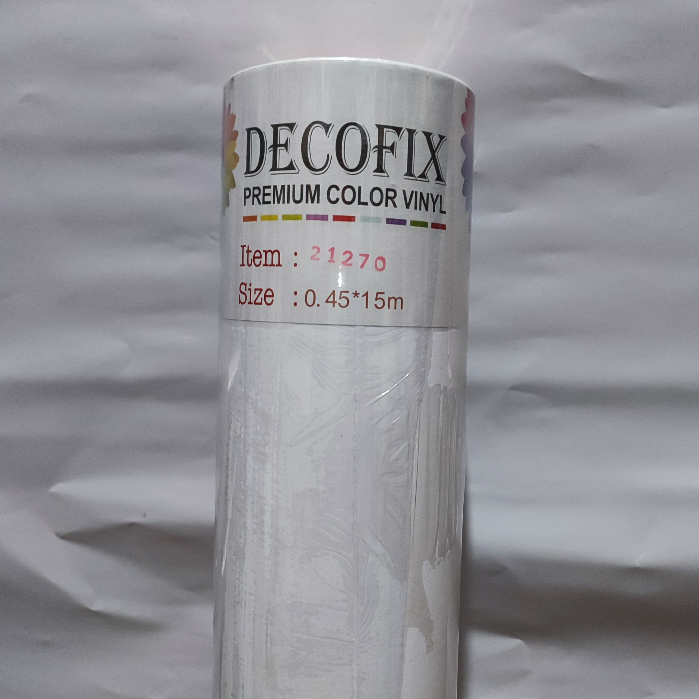 DECOFIX
PREMIUM COLOR VINYL
Item : 21270
Size : 0.45*15m